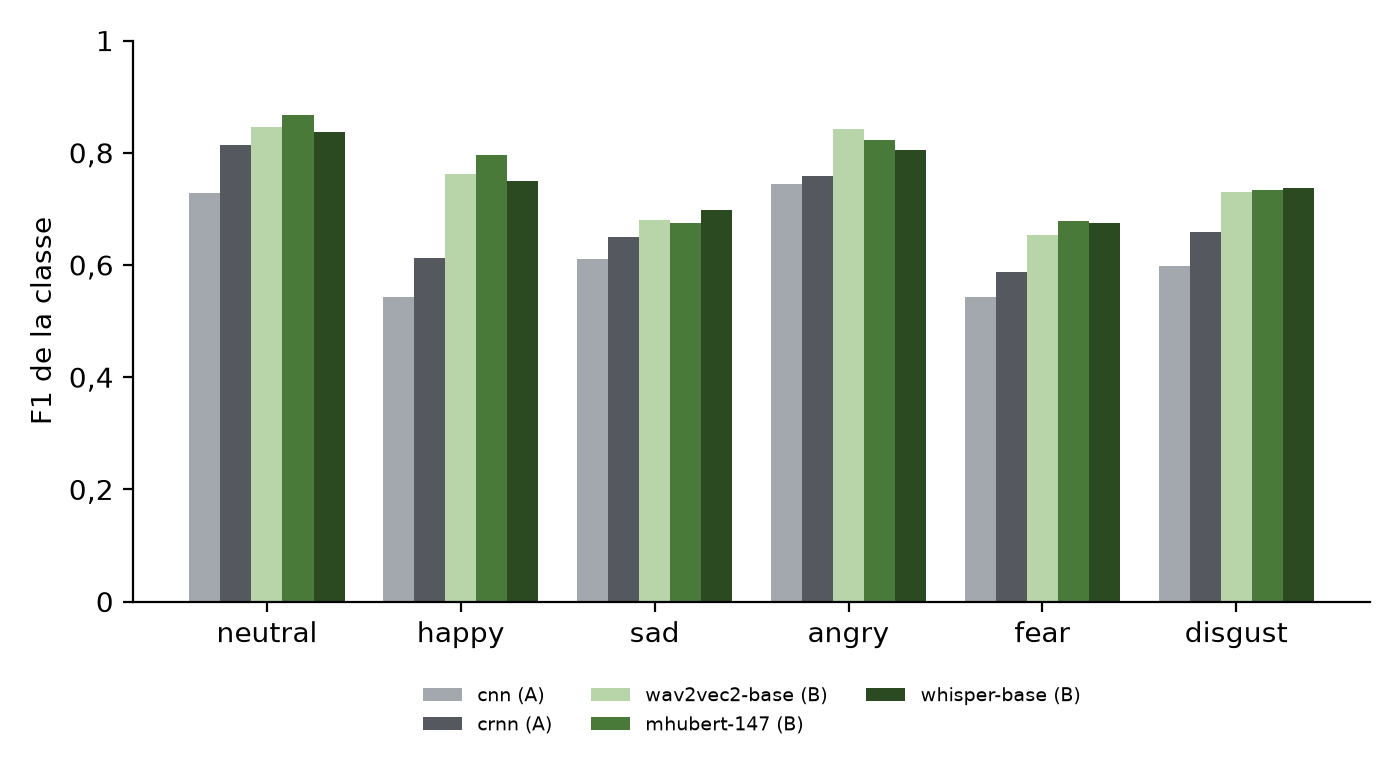 F1 de la classe
1
0,8
0,6
0,4
0,2
0
neutral happy sad angry fear disgust
cnn (A) wav2vec2-base (B) whisper-base (B)
crnn (A) mhubert-147 (B)